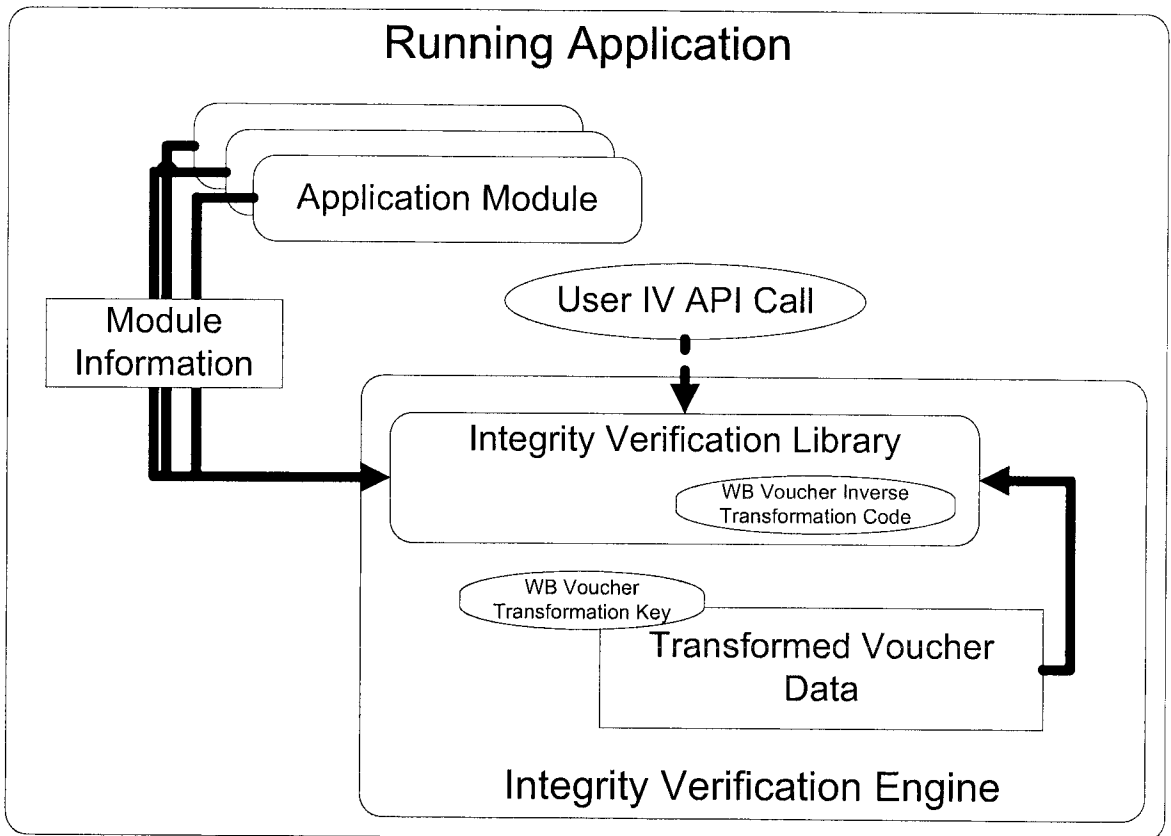 Running Application
Application Module
User IV API Call
Module
Information
Integrity Verification Library
WB Voucher Inverse
Transformation Code
WB Voucher
Transformation Key
Transformed Voucher
Data
Integrity Verification Engine